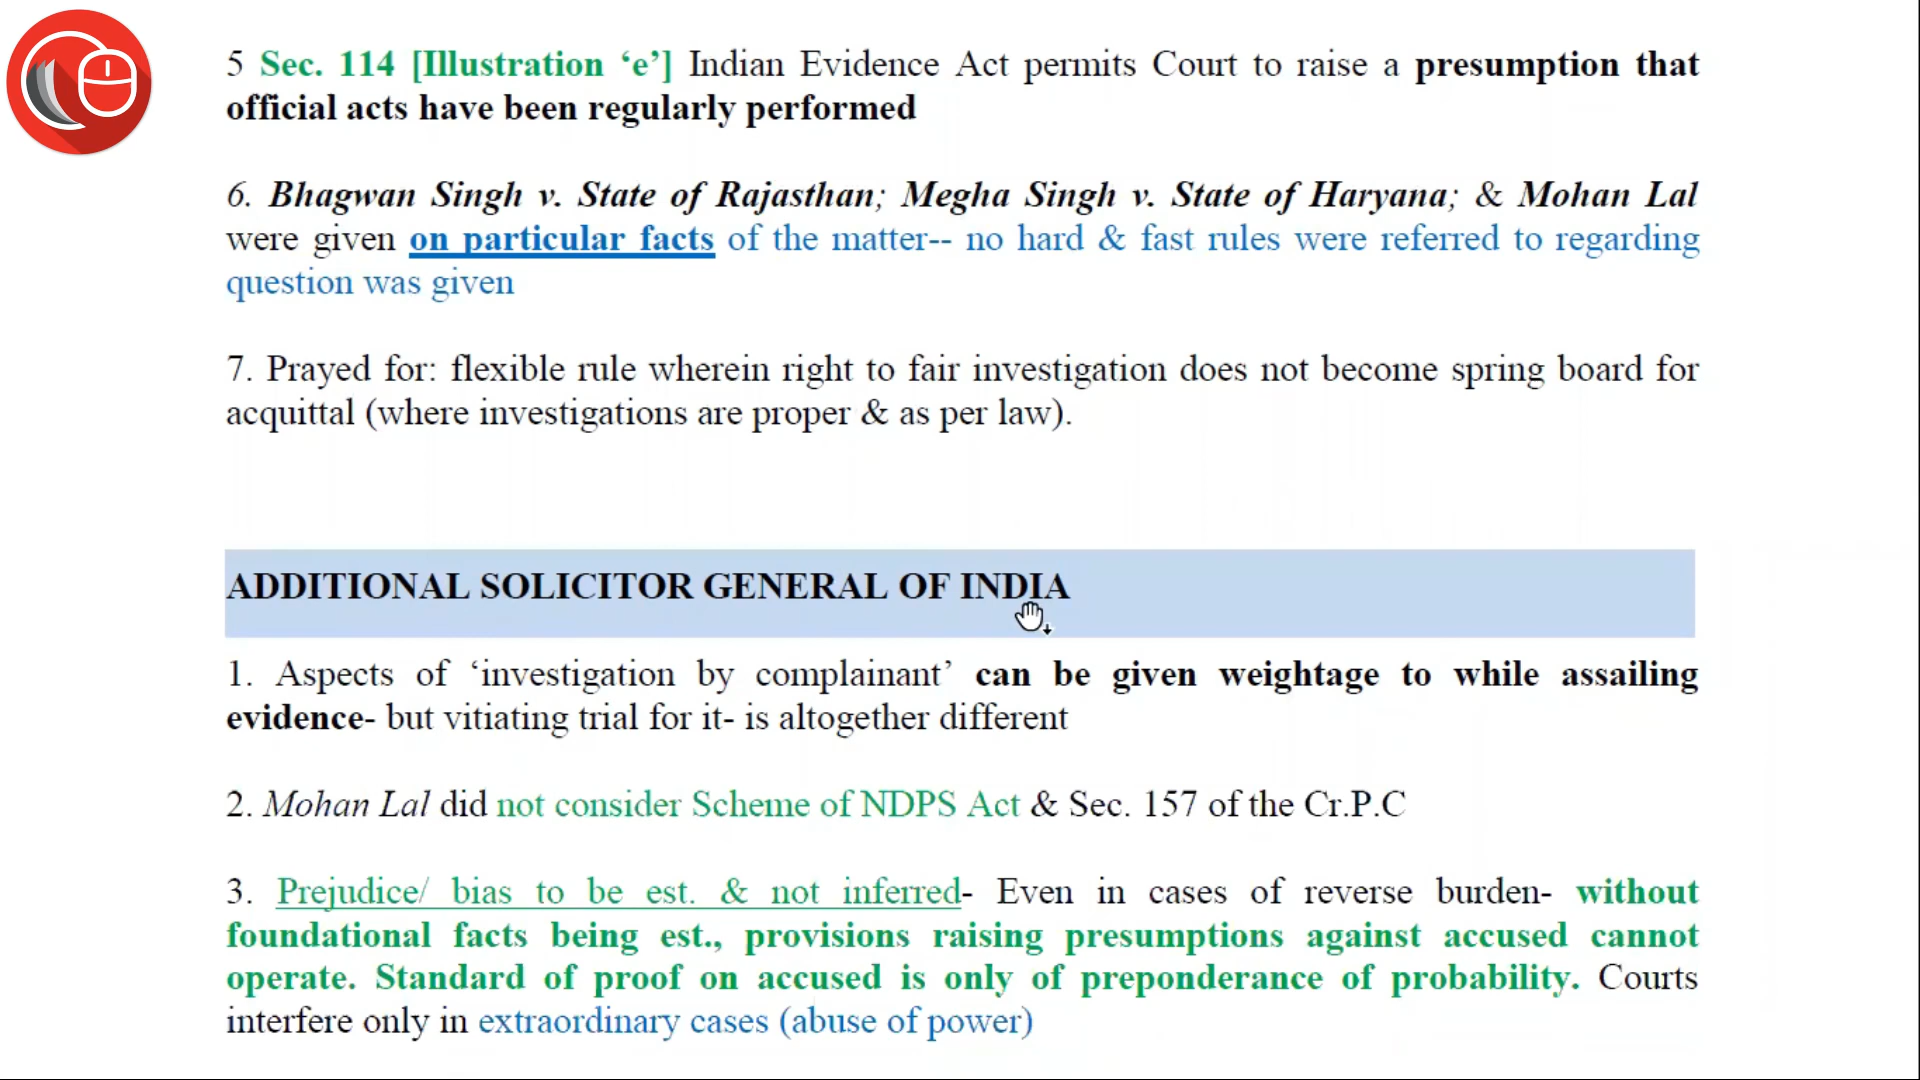 5 Sec. 114 [Illustration ‘e’] Indian Evidence Act permits Court to raise a presumption that
official acts have been regularly performed
6. Bhagwan Singh v. State of Rajasthan; Megha Singh v. State of Haryana; & Mohan Lal
were given on particular facts of the matter-- no hard & fast rules were referred to regarding
question was given
7. Prayed for: flexible rule wherein right to fair investigation does not become spring board for
acquittal (where investigations are proper & as per law).
ADDITIONAL SOLICITOR GENERAL OF INDIA
1. Aspects of ‘investigation by complainant’ can be given weightage to while assailing
evidence- but vitiating trial for it- is altogether different
2. Mohan Lal did not consider Scheme of NDPS Act & Sec. 157 of the Cr.P.C
3. Prejudice/ bias to be est. & not inferred- Even in cases of reverse burden- without
foundational facts being est., provisions raising presumptions against accused cannot
operate. Standard of proof on accused is only of preponderance of probability. Courts
interfere only in extraordinary cases (abuse of power)